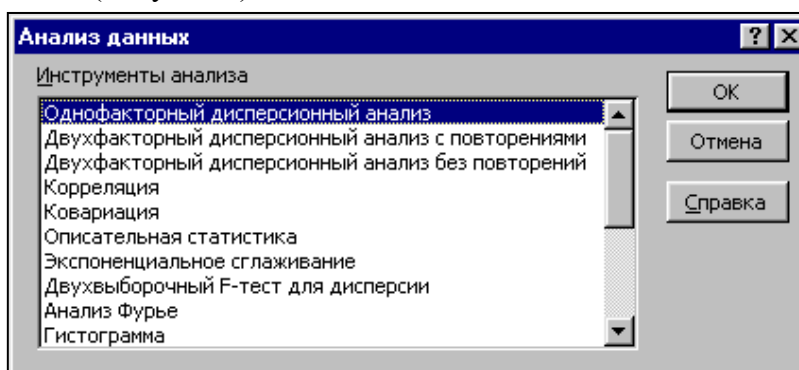 Анализ данных
Инструменты анализа
Однофакторный дисперсионный анализ
Двухфакторный дисперсионный анализ с повторениями
Двухфакторный дисперсионный анализ без повторений
Корреляция
Ковариация
Описательная статистика
Экспоненциальное сглаживание
Двухвыборочный F-тест для дисперсии
Анализ Фурье
Гистограмма
OK
Отмена
Справка